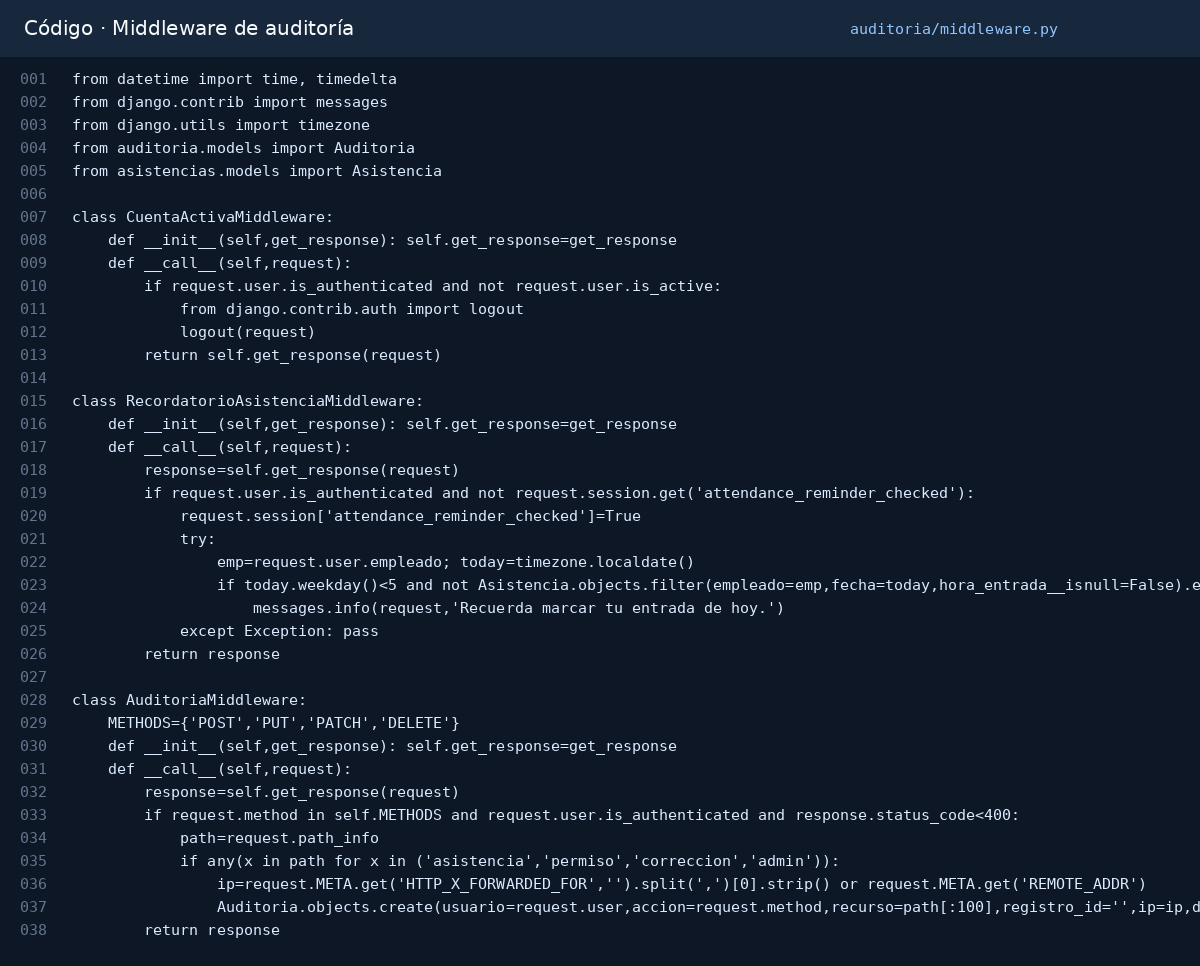 Código · Middleware de auditoría
auditoria/middleware.py
001 from datetime import time, timedelta
002 from django.contrib import messages
003 from django.utils import timezone
004 from auditoria.models import Auditoria
005 from asistencias.models import Asistencia
006
007 class CuentaActivaMiddleware:
008     def __init__(self,get_response): self.get_response=get_response
009     def __call__(self,request):
010         if request.user.is_authenticated and not request.user.is_active:
011             from django.contrib.auth import logout
012             logout(request)
013         return self.get_response(request)
014
015 class RecordatorioAsistenciaMiddleware:
016     def __init__(self,get_response): self.get_response=get_response
017     def __call__(self,request):
018         response=self.get_response(request)
019         if request.user.is_authenticated and not request.session.get('attendance_reminder_checked'):
020             request.session['attendance_reminder_checked']=True
021             try:
022                 emp=request.user.empleado; today=timezone.localdate()
023                 if today.weekday()<5 and not Asistencia.objects.filter(empleado=emp,fecha=today,hora_entrada__isnull=False).e
024                     messages.info(request,'Recuerda marcar tu entrada de hoy.')
025             except Exception: pass
026         return response
027
028 class AuditoriaMiddleware:
029     METHODS={'POST','PUT','PATCH','DELETE'}
030     def __init__(self,get_response): self.get_response=get_response
031     def __call__(self,request):
032         response=self.get_response(request)
033         if request.method in self.METHODS and request.user.is_authenticated and response.status_code<400:
034             path=request.path_info
035             if any(x in path for x in ('asistencia','permiso','correccion','admin')):
036                 ip=request.META.get('HTTP_X_FORWARDED_FOR','').split(',')[0].strip() or request.META.get('REMOTE_ADDR')
037                 Auditoria.objects.create(usuario=request.user,accion=request.method,recurso=path[:100],registro_id='',ip=ip,d
038         return response